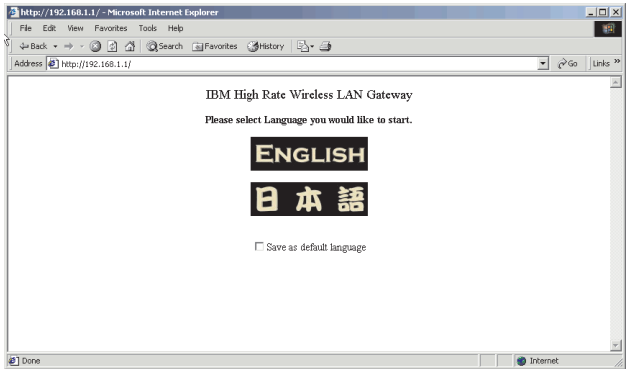 http://192.168.1.1/ - Microsoft Internet Explorer
File Edit View Favorites Tools Help
Back Search Favorites History
Address http://192.168.1.1/ Go Links »
IBM High Rate Wireless LAN Gateway
Please select Language you would like to start.
ENGLISH
日本語
Save as default language
Done Internet